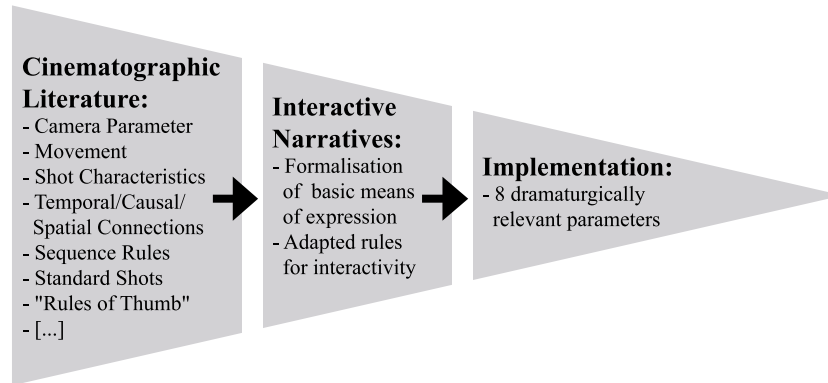 Cinematographic
Literature:
- Camera Parameter
- Movement
- Shot Characteristics
- Temporal/Causal/
Spatial Connections
- Sequence Rules
- Standard Shots
- "Rules of Thumb"
- [...]
Interactive
Narratives:
- Formalisation
of basic means
of expression
- Adapted rules
for interactivity
Implementation:
- 8 dramaturgically
relevant parameters